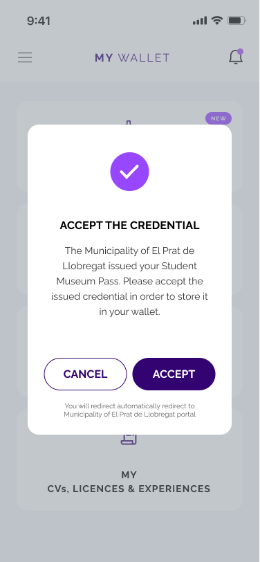 9:41
MY WALLET
NEW
ACCEPT THE CREDENTIAL
The Municipality of El Prat de
Llobregat issued your Student
Museum Pass. Please accept the
issued credential in order to store it
in your wallet.
CANCEL
ACCEPT
You will redirect automatically redirect to
Municipality of El Prat de Llobregat portal
MY
CVs, LICENCES & EXPERIENCES